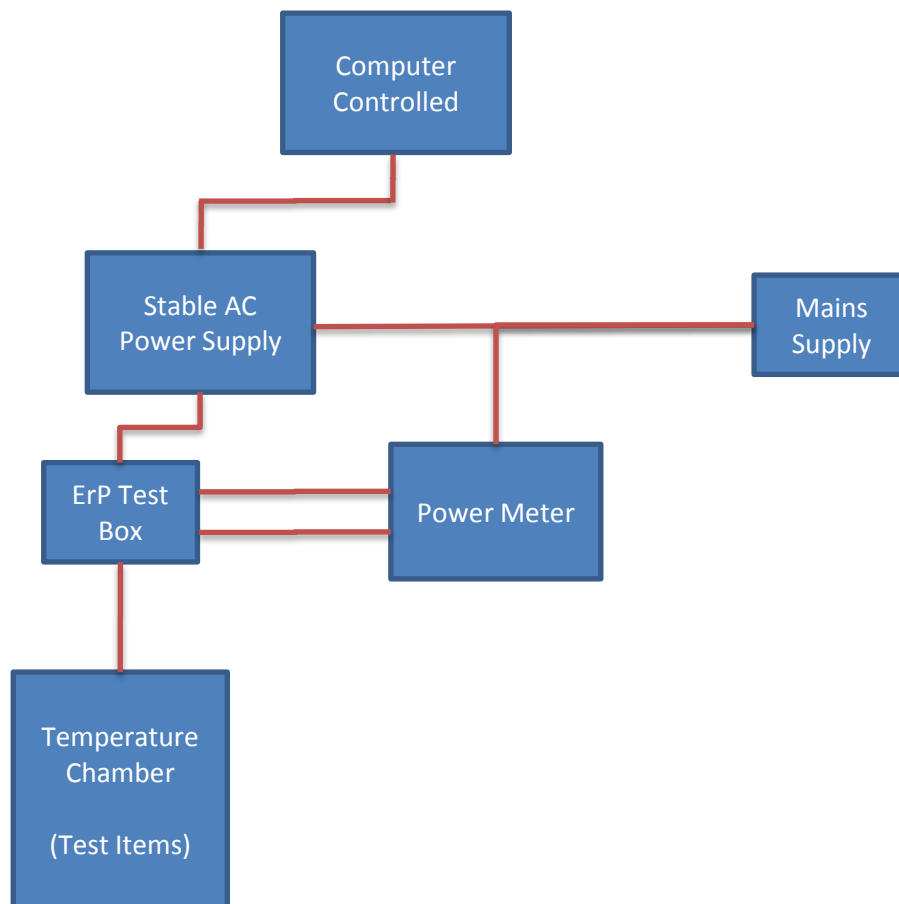 Computer
Controlled
Stable AC
Power Supply
Mains
Supply
ErP Test
Box
Power Meter
Temperature
Chamber
(Test Items)